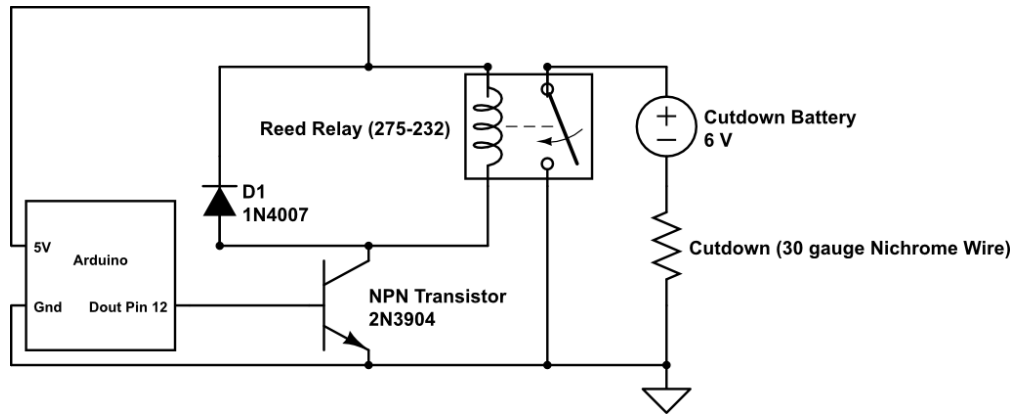 Reed Relay (275-232)
+
−
Cutdown Battery
6 V
D1
1N4007
5V
Arduino
Gnd
Dout Pin 12
NPN Transistor
2N3904
Cutdown (30 gauge Nichrome Wire)